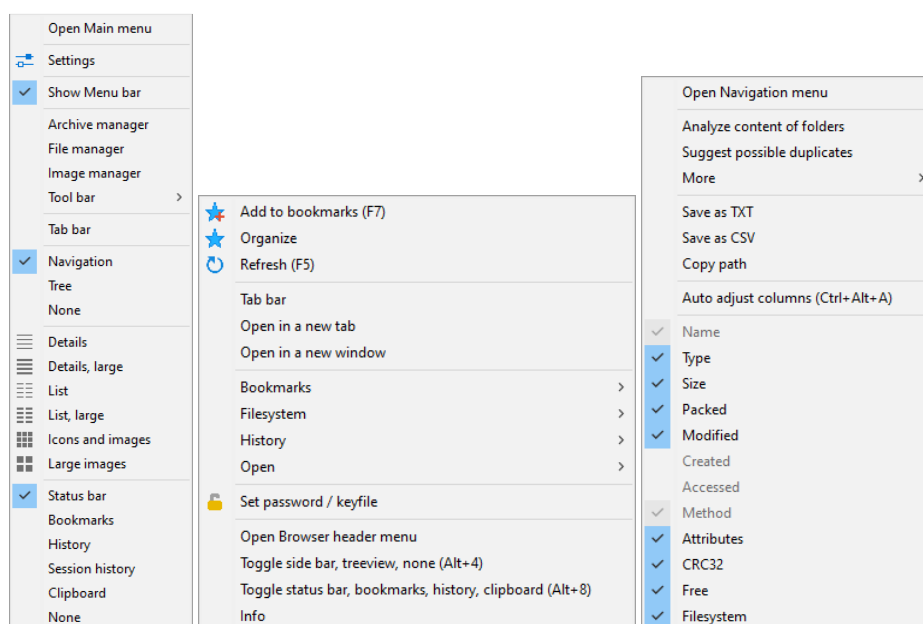 Open Main menu
Settings
Show Menu bar
Archive manager
File manager
Image manager
Tool bar
Tab bar
Navigation
Tree
None
Details
Details, large
List
List, large
Icons and images
Large images
Status bar
Bookmarks
History
Session history
Clipboard
None
Add to bookmarks (F7)
Organize
Refresh (F5)
Tab bar
Open in a new tab
Open in a new window
Bookmarks
Filesystem
History
Open
Set password / keyfile
Open Browser header menu
Toggle side bar, treeview, none (Alt+4)
Toggle status bar, bookmarks, history, clipboard (Alt+8)
Info
Open Navigation menu
Analyze content of folders
Suggest possible duplicates
More
Save as TXT
Save as CSV
Copy path
Auto adjust columns (Ctrl+Alt+A)
Name
Type
Size
Packed
Modified
Created
Accessed
Method
Attributes
CRC32
Free
Filesystem